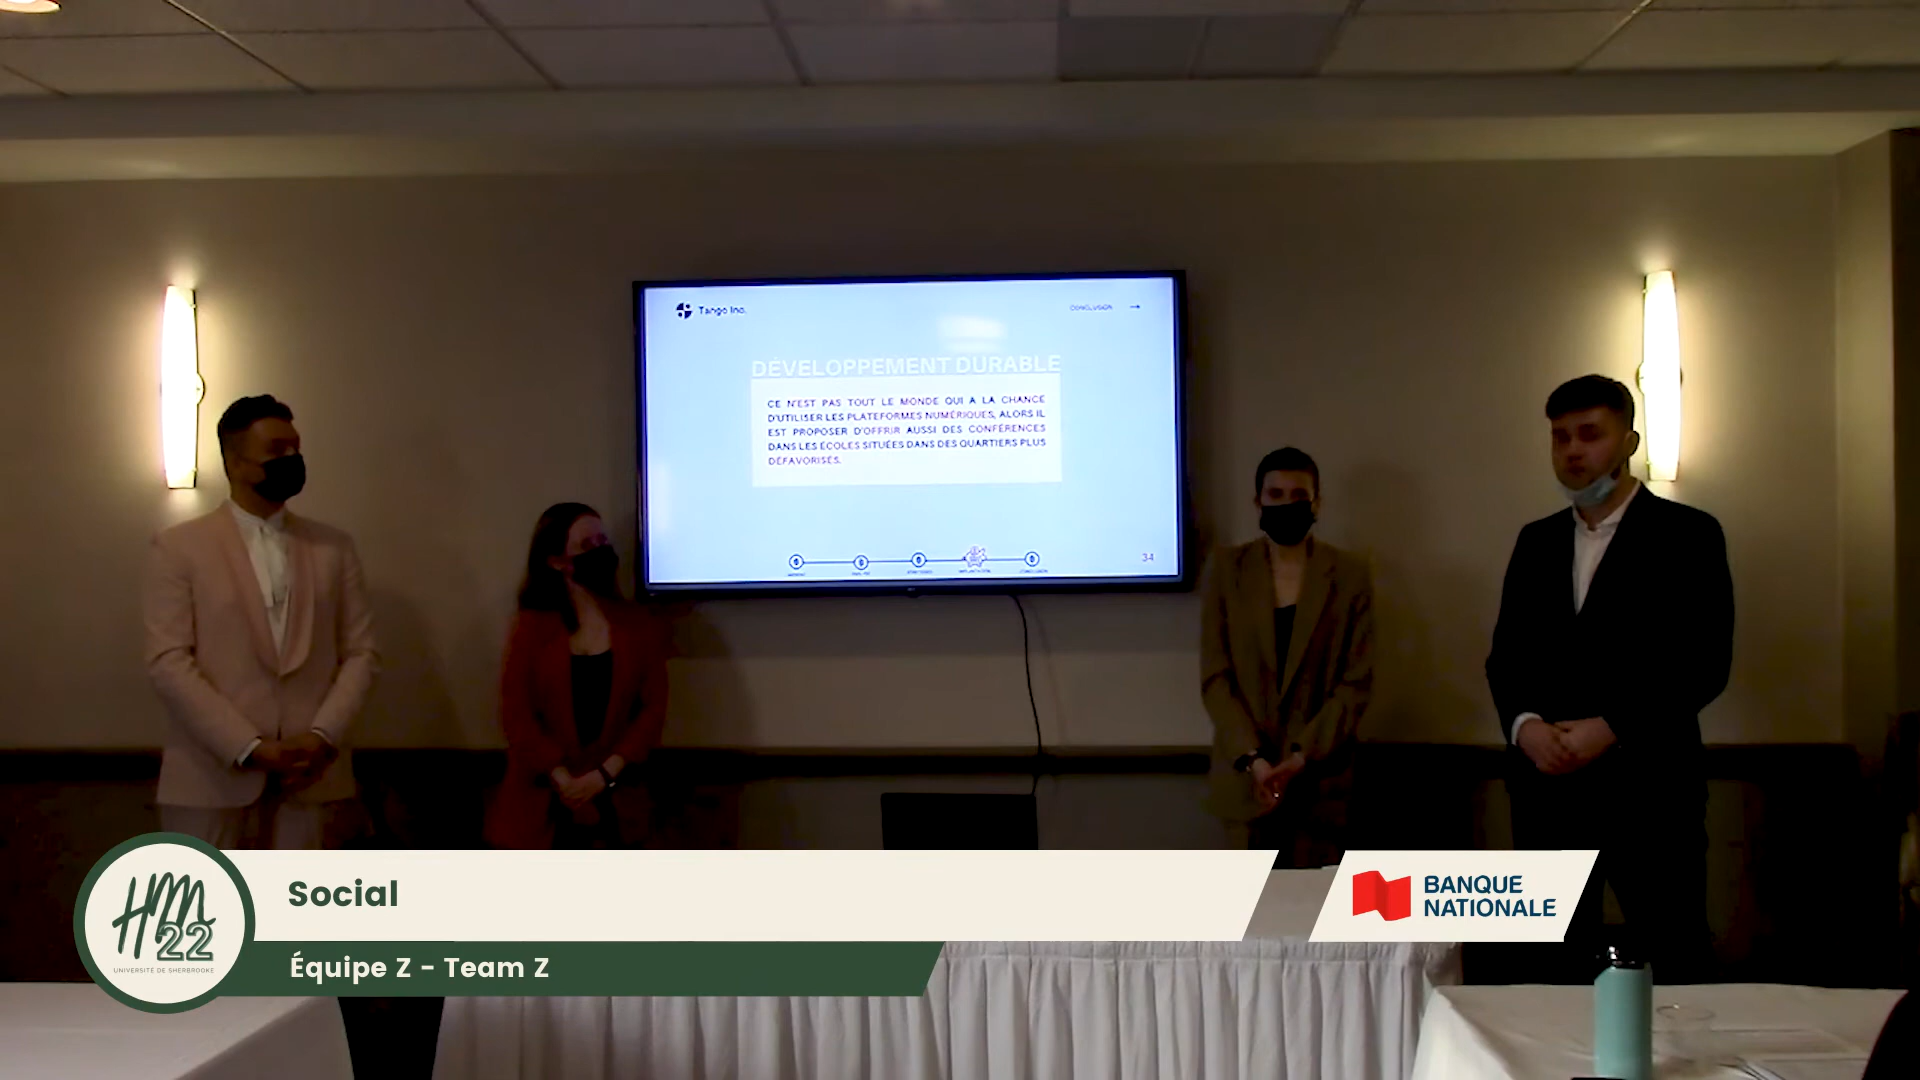 Tango Inc.
CONCLUSION
DÉVELOPPEMENT DURABLE
CE N'EST PAS TOUT LE MONDE QUI A LA CHANCE
D'UTILISER LES PLATEFORMES NUMÉRIQUES, ALORS IL
EST PROPOSER D'OFFRIR AUSSI DES CONFÉRENCES
DANS LES ÉCOLES SITUÉES DANS DES QUARTIERS PLUS
DÉFAVORISÉS.
34
Social
BANQUE
NATIONALE
HM
22
UNIVERSITÉ DE SHERBROOKE
Équipe Z - Team Z